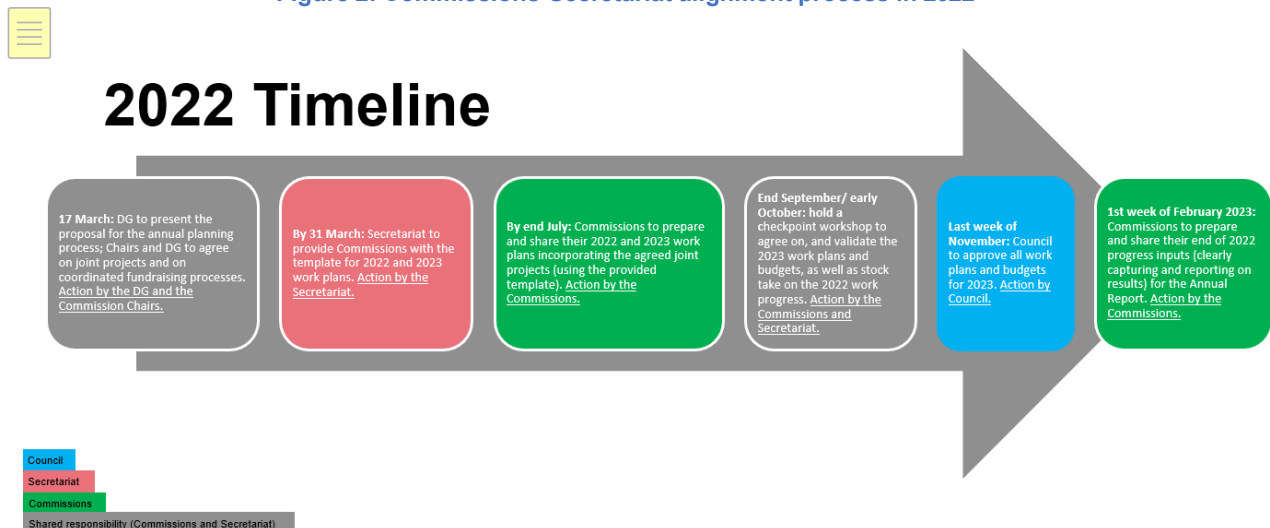 Figure 2: Commissions-Secretariat alignment process in 2022
2022 Timeline
17 March: DG to present the
proposal for the annual planning
process; Chairs and DG to agree
on joint projects and on
coordinated fundraising processes.
Action by the DG and the
Commission Chairs.
By 31 March: Secretariat to
provide Commissions with the
template for 2022 and 2023
work plans. Action by the
Secretariat.
By end July: Commissions to prepare
and share their 2022 and 2023 work
plans incorporating the agreed joint
projects (using the provided
template). Action by the
Commissions.
End September/ early
October: hold a
checkpoint workshop to
agree on, and validate the
2023 work plans and
budgets, as well as stock
take on the 2022 work
progress. Action by the
Commissions and
Secretariat.
Last week of
November: Council
to approve all work
plans and budgets
for 2023. Action by
Council.
1st week of February 2023:
Commissions to prepare
and share their end of 2022
progress inputs (clearly
capturing and reporting on
results) for the Annual
Report. Action by the
Commissions.
Council
Secretariat
Commissions
Shared responsibility (Commissions and Secretariat)